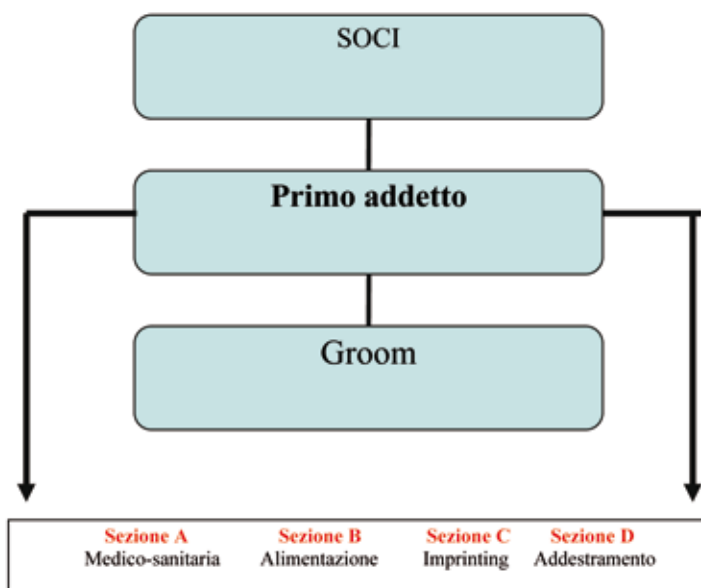 SOCI
Primo addetto
Groom
Sezione A Sezione B Sezione C Sezione D
Medico-sanitaria Alimentazione Imprinting Addestramento